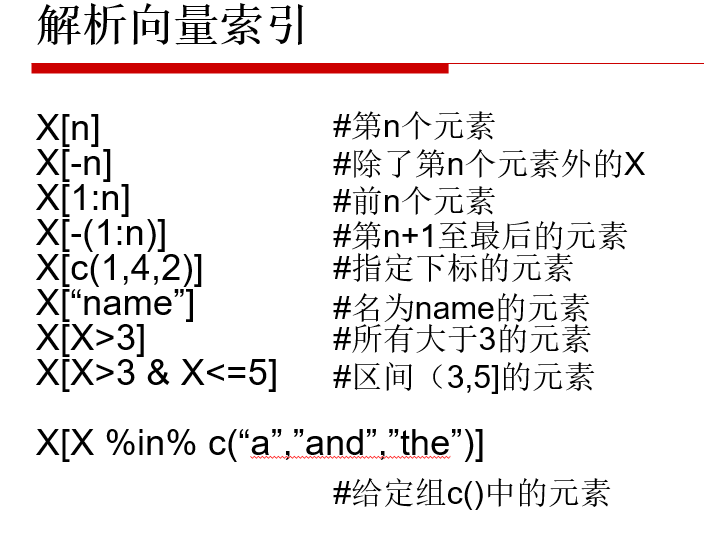 解析向量索引
X[n] #第n个元素
X[-n] #除了第n个元素外的X
X[1:n] #前n个元素
X[-(1:n)] #第n+1至最后的元素
X[c(1,4,2)] #指定下标的元素
X[“name”] #名为name的元素
X[X>3] #所有大于3的元素
X[X>3 & X<=5] #区间（3,5]的元素
X[X %in% c(“a”,”and”,”the”)]
#给定组c()中的元素